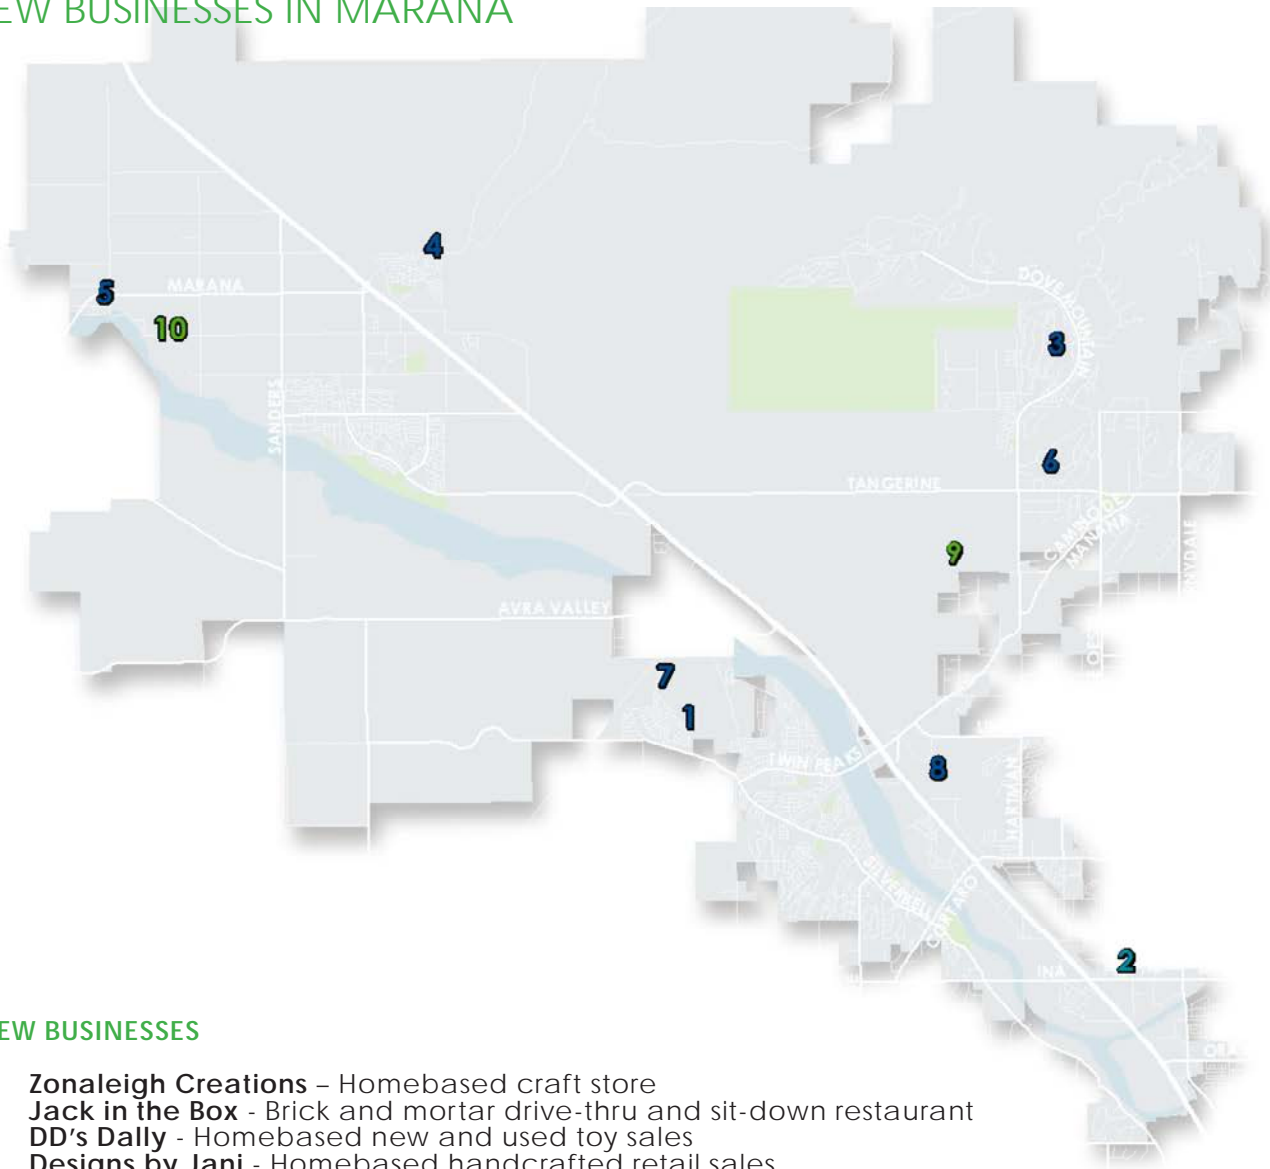 EW BUSINESSES IN MARANA
4
DOVE MOUNTAIN
MARANA
5
10
3
SANDERS
6
TANGERINE
CAMINO DE
MANANA
9
AVRA VALLEY
7
1
TWIN PEAKS
8
HARTMAN
SILVERBELL
CORTARO
2
INA
EW BUSINESSES
Zonaleigh Creations – Homebased craft store
Jack in the Box - Brick and mortar drive-thru and sit-down restaurant
DD's Dally - Homebased new and used toy sales
Designs by Jani - Homebased handcrafted retail sales